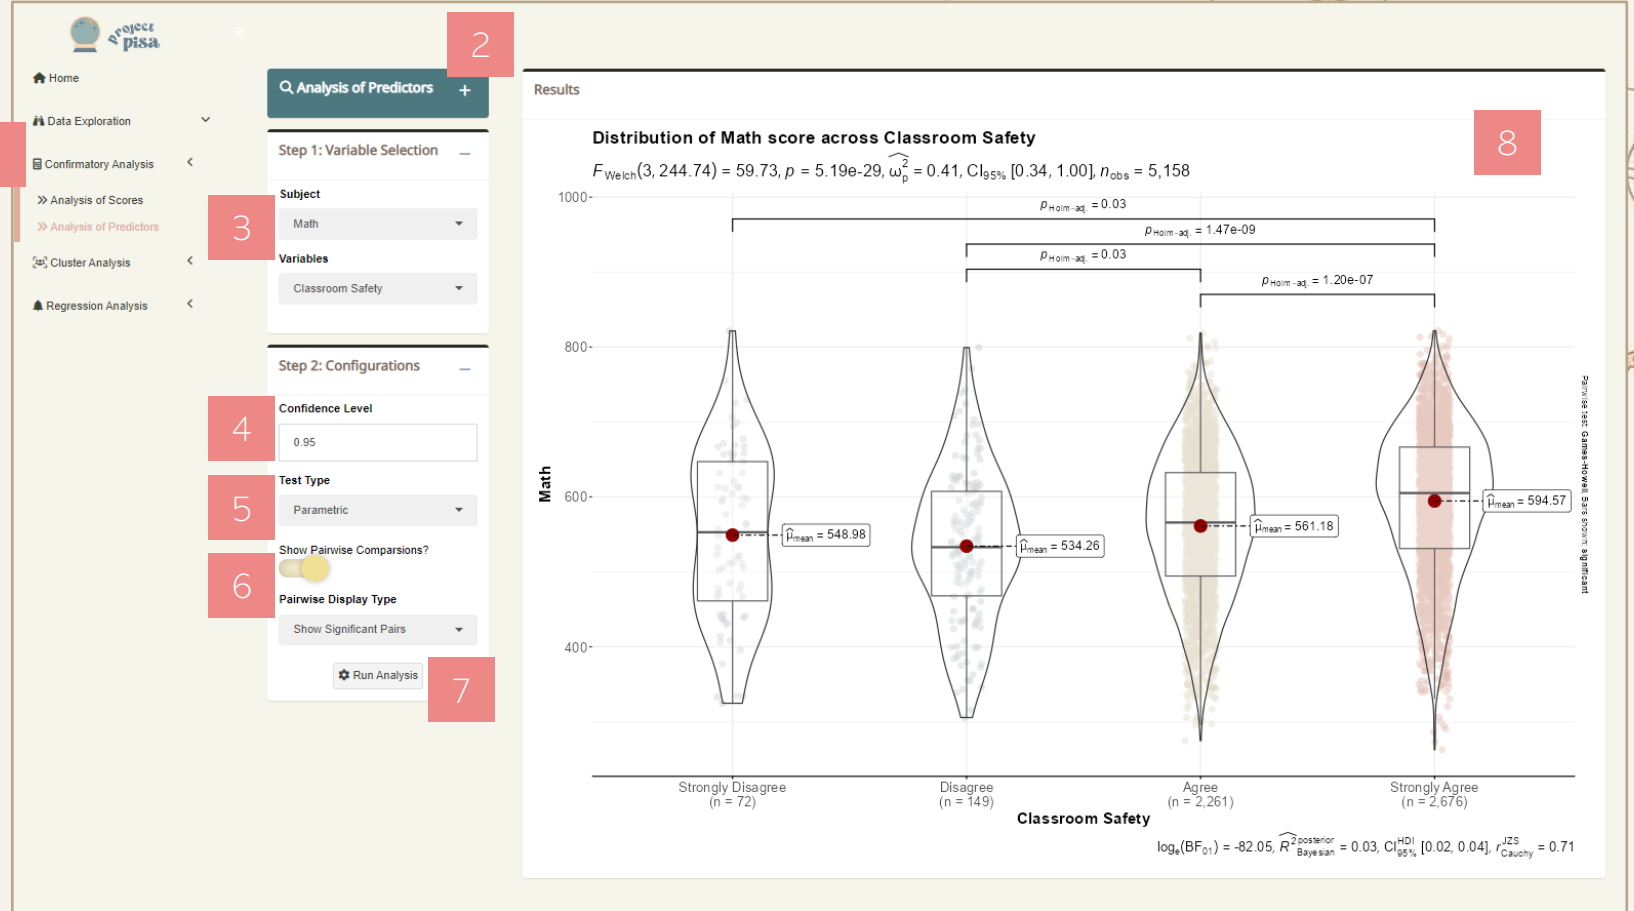 project
pisa
Home
Data Exploration
Confirmatory Analysis
Analysis of Scores
Analysis of Predictors
Cluster Analysis
Regression Analysis
2
Analysis of Predictors
Step 1: Variable Selection
Subject
3
Math
Variables
Classroom Safety
Step 2: Configurations
Confidence Level
4
0.95
Test Type
5
Parametric
Show Pairwise Comparsions?
6
Pairwise Display Type
Show Significant Pairs
Run Analysis
7
Results
8
Distribution of Math score across Classroom Safety
F Welch(3, 244.74) = 59.73, p = 5.19e-29, ω̂²p = 0.41, CI95% [0.34, 1.00], nobs = 5,158
1000
800
600
400
Math
pHolm-adj. = 0.03
pHolm-adj. = 1.47e-09
pHolm-adj. = 0.03
pHolm-adj. = 1.20e-07
μ̂mean = 548.98
μ̂mean = 534.26
μ̂mean = 561.18
μ̂mean = 594.57
Pairwise test: Games-Howell, Bars shown: significant
Strongly Disagree
(n = 72)
Disagree
(n = 149)
Agree
(n = 2,261)
Strongly Agree
(n = 2,676)
Classroom Safety
loge(BF01) = -82.05, R̂² posterior Bayesian = 0.03, CI HDI 95% [0.02, 0.04], r JZS Cauchy = 0.71